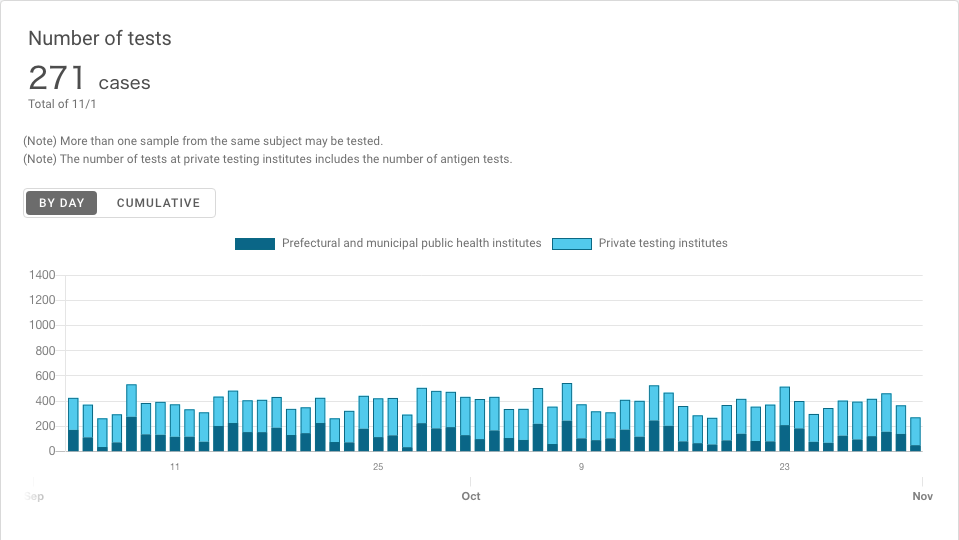 Number of tests
271 cases
Total of 11/1
(Note) More than one sample from the same subject may be tested.
(Note) The number of tests at private testing institutes includes the number of antigen tests.
BY DAY CUMULATIVE
Prefectural and municipal public health institutes Private testing institutes
1400
1200
1000
800
600
400
200
0
11 25 9 23
Sep Oct Nov